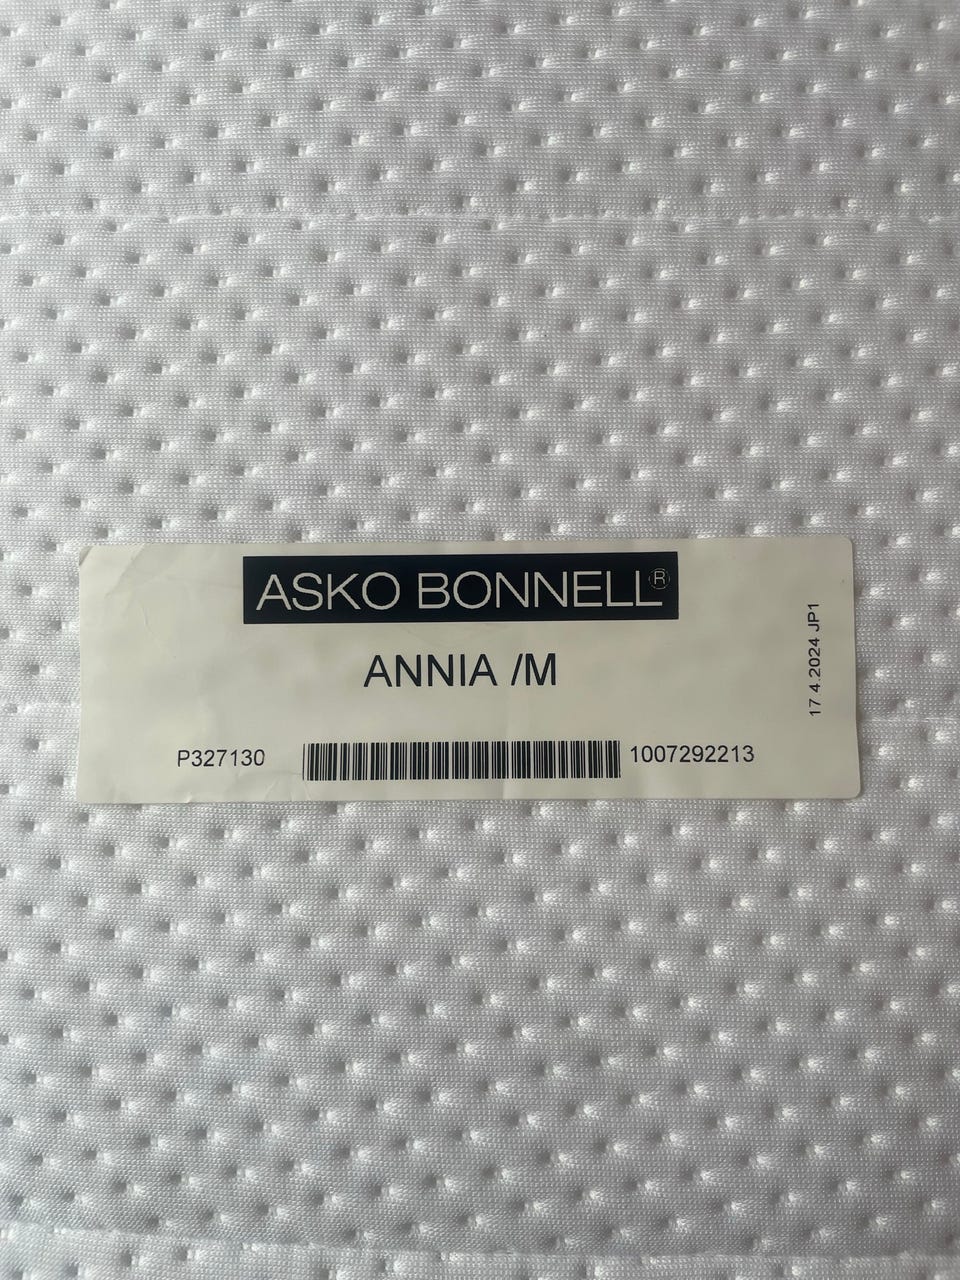 ASKO BONNELL®
ANNIA /M
P327130
1007292213
17 4.2024 JP1